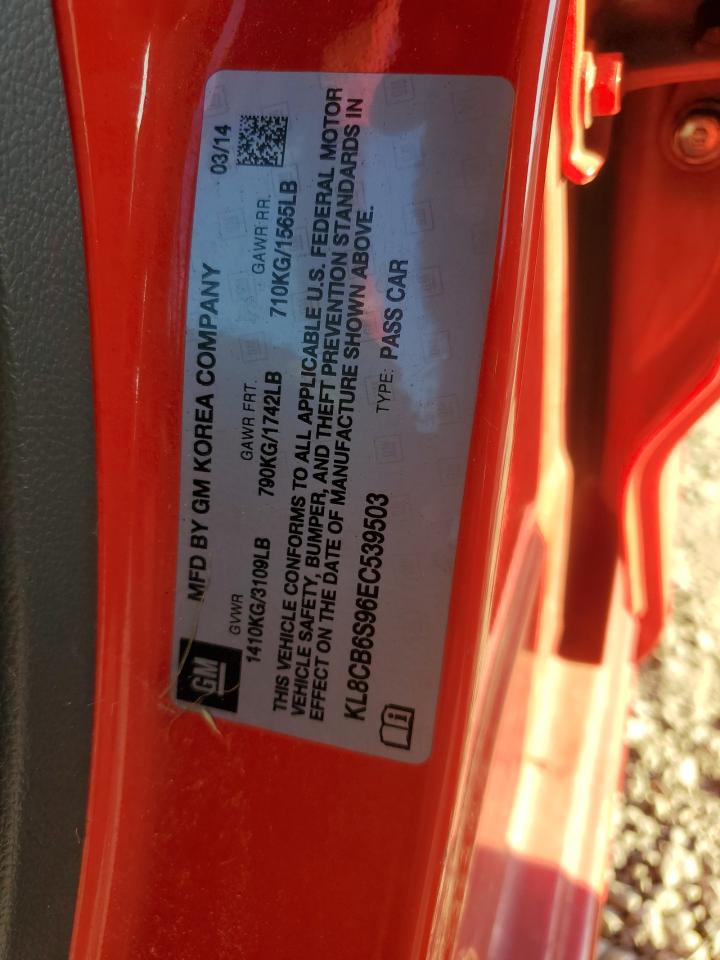 GM
MFD BY GM KOREA COMPANY 03/14
GVWR GAWR FRT. GAWR RR.
1410KG/3109LB 790KG/1742LB 710KG/1565LB
THIS VEHICLE CONFORMS TO ALL APPLICABLE U.S. FEDERAL MOTOR
VEHICLE SAFETY, BUMPER, AND THEFT PREVENTION STANDARDS IN
EFFECT ON THE DATE OF MANUFACTURE SHOWN ABOVE.
KL8CB6S96EC539503 TYPE: PASS CAR